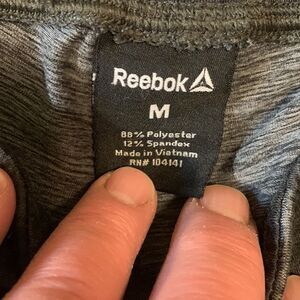 Reebok
M
88% Polyester
12% Spandex
Made in Vietnam
RN# 104141